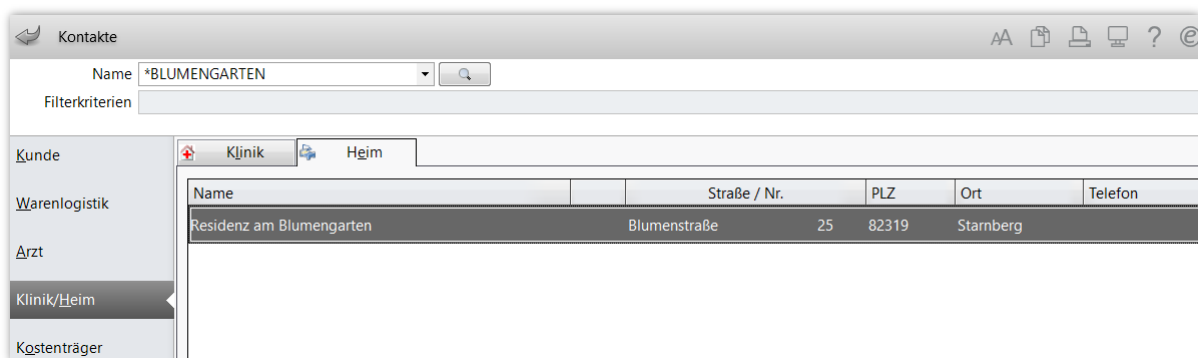 Kontakte
AA ? @
Name *BLUMENGARTEN
Filterkriterien
Kunde
Warenlogistik
Arzt
Klinik/Heim
Kostenträger
Klinik Heim
Name Straße / Nr. PLZ Ort Telefon
Residenz am Blumengarten Blumenstraße 25 82319 Starnberg